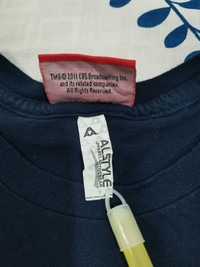 TM&© 2011 CBS Broadcasting Inc.
and its related companies.
All Rights Reserved.
ALSTYLE